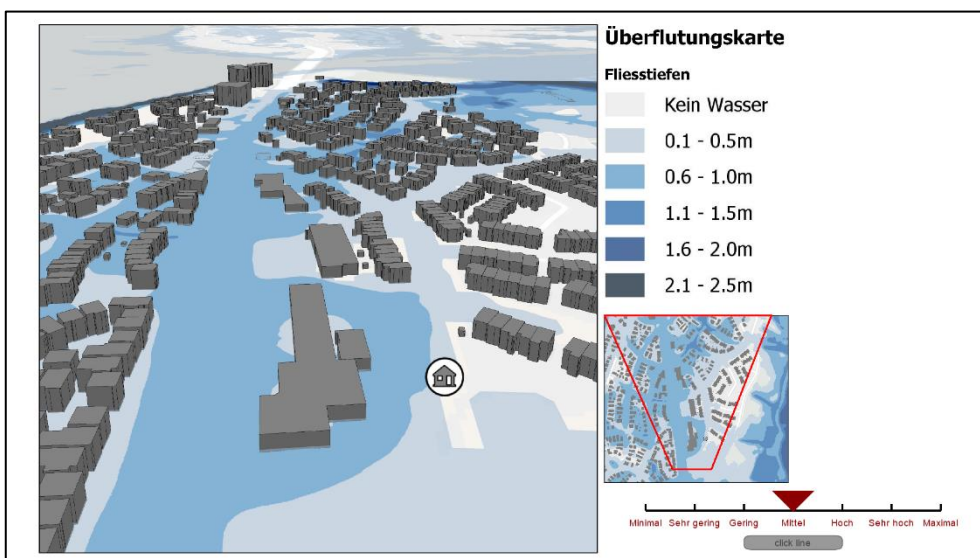 Überflutungskarte
Fliesstiefen
Kein Wasser
0.1 - 0.5m
0.6 - 1.0m
1.1 - 1.5m
1.6 - 2.0m
2.1 - 2.5m
Minimal Sehr gering Gering Mittel Hoch Sehr hoch Maximal
click line